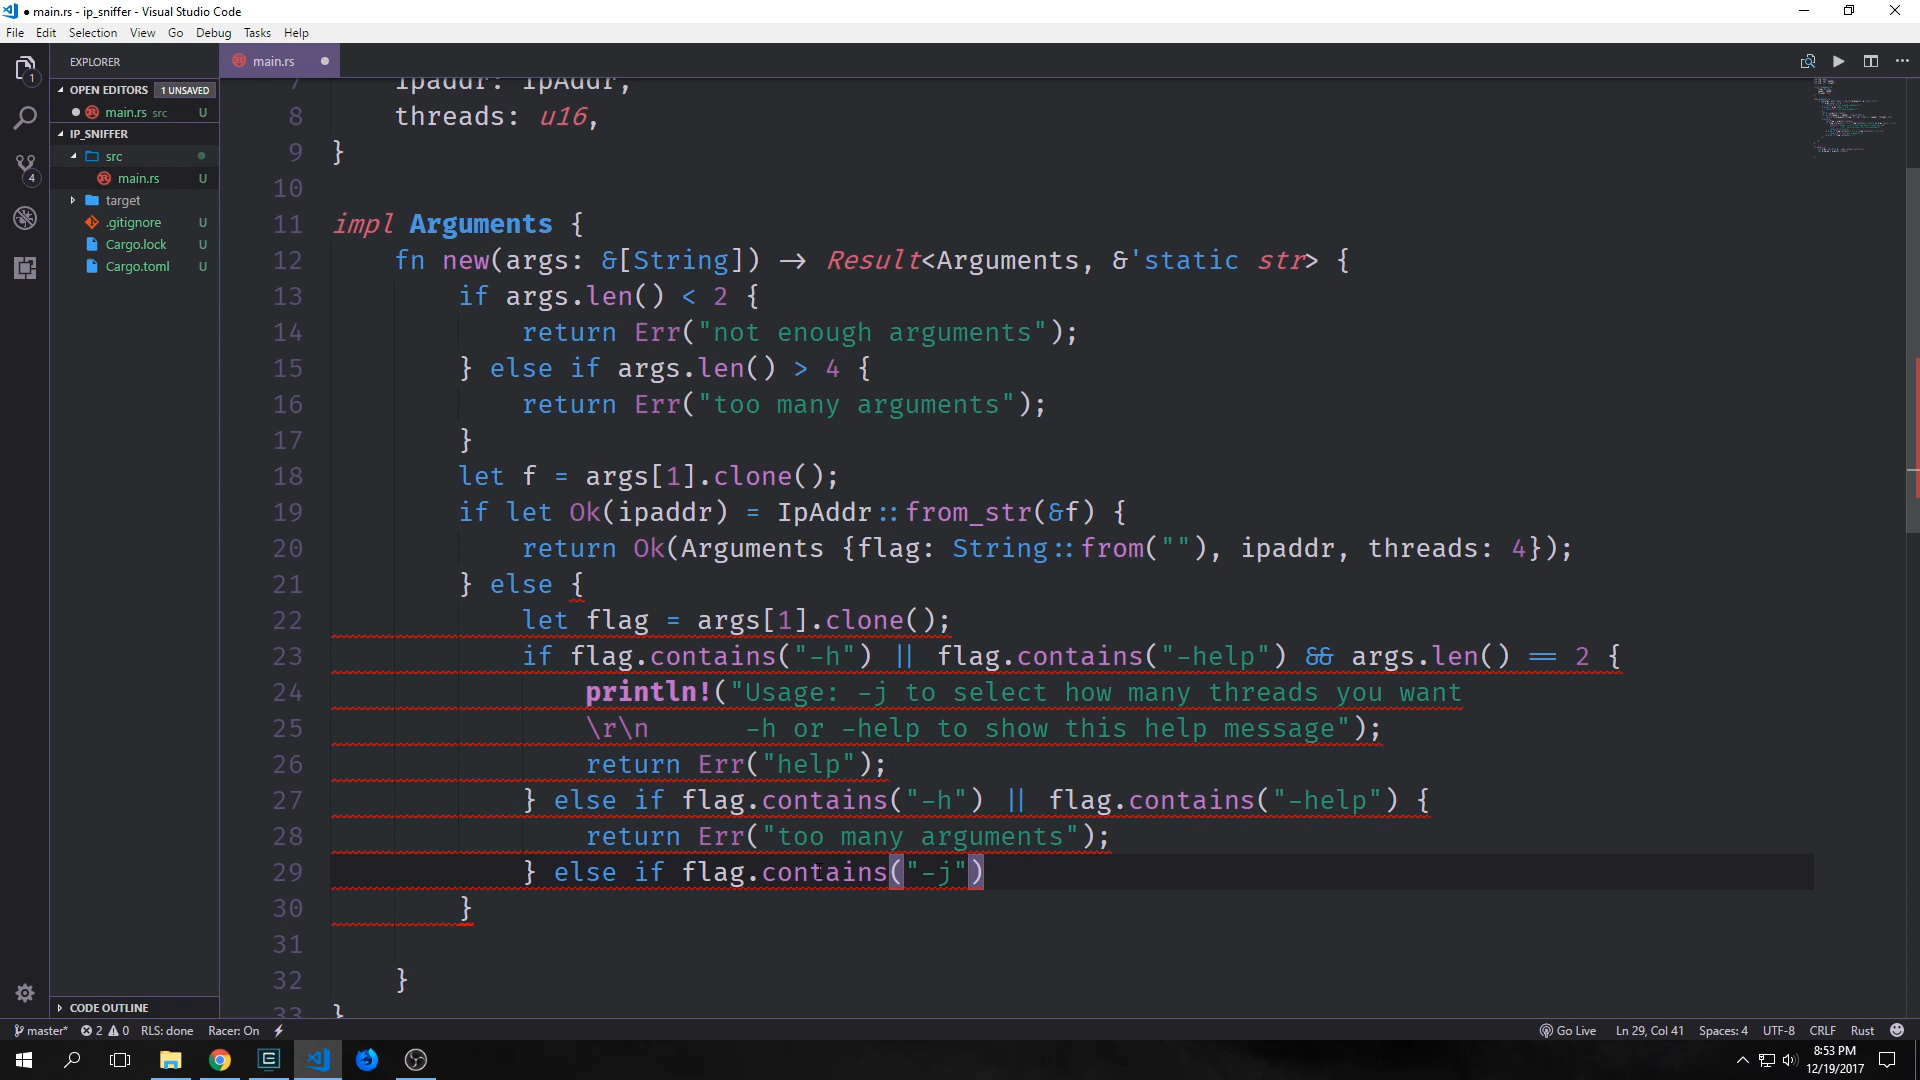 ● main.rs - ip_sniffer - Visual Studio Code
File Edit Selection View Go Debug Tasks Help
EXPLORER
main.rs
OPEN EDITORS 1 UNSAVED
main.rs src U
IP_SNIFFER
src
main.rs U
target
.gitignore U
Cargo.lock U
Cargo.toml U
1
4
7 ipaddr: IpAddr,
8 threads: u16,
9 }
10
11 impl Arguments {
12 fn new(args: &[String]) -> Result<Arguments, &'static str> {
13 if args.len() < 2 {
14 return Err("not enough arguments");
15 } else if args.len() > 4 {
16 return Err("too many arguments");
17 }
18 let f = args[1].clone();
19 if let Ok(ipaddr) = IpAddr::from_str(&f) {
20 return Ok(Arguments {flag: String::from(""), ipaddr, threads: 4});
21 } else {
22 let flag = args[1].clone();
23 if flag.contains("-h") || flag.contains("-help") && args.len() == 2 {
24 println!("Usage: -j to select how many threads you want
25 \r\n      -h or -help to show this help message");
26 return Err("help");
27 } else if flag.contains("-h") || flag.contains("-help") {
28 return Err("too many arguments");
29 } else if flag.contains("-j")
30 }
31
32 }
33 }
CODE OUTLINE
master* 2 0 RLS: done Racer: On Go Live Ln 29, Col 41 Spaces: 4 UTF-8 CRLF Rust
8:53 PM
12/19/2017